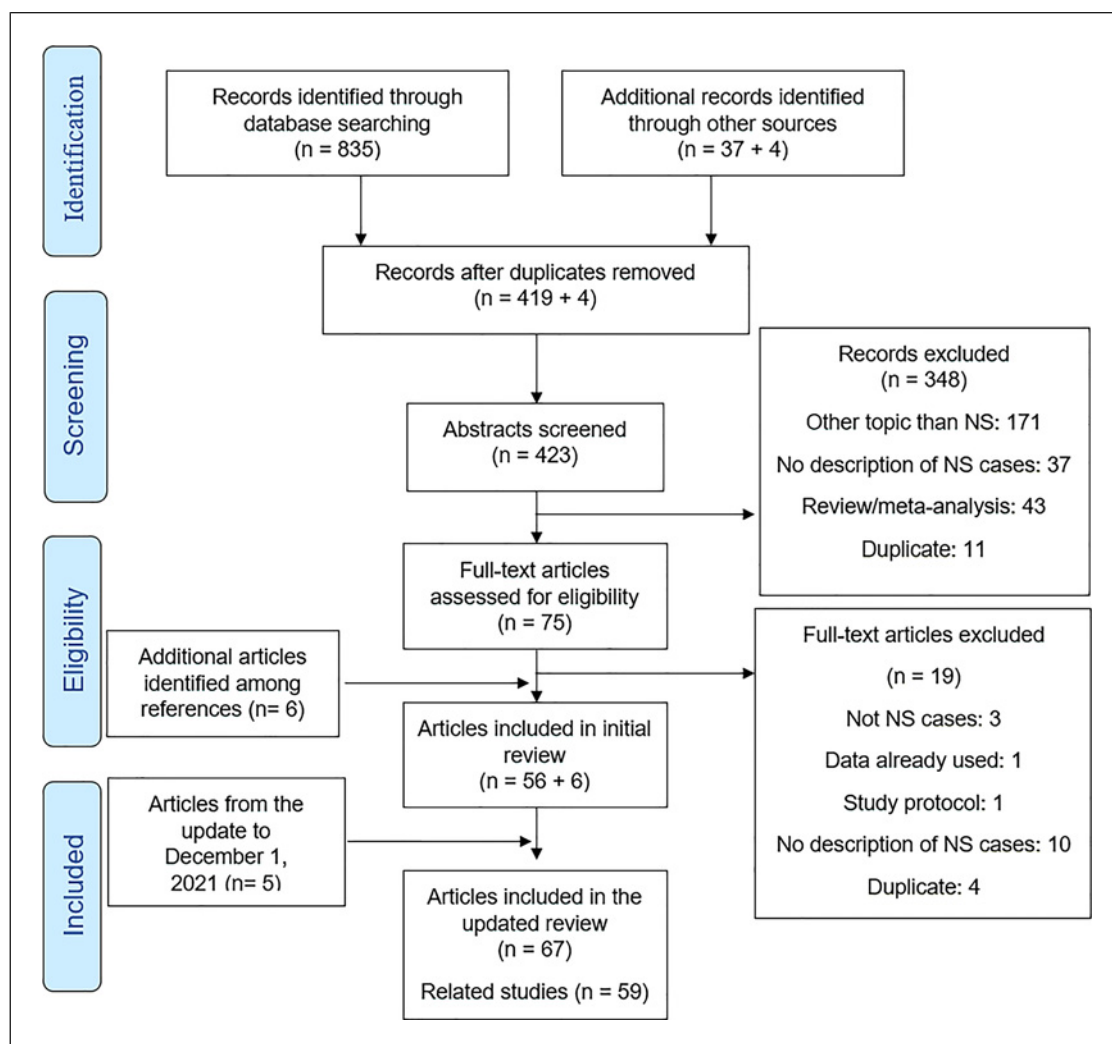 Identification
Records identified through
database searching
(n = 835)
Additional records identified
through other sources
(n = 37 + 4)
Records after duplicates removed
(n = 419 + 4)
Screening
Abstracts screened
(n = 423)
Records excluded
(n = 348)
Other topic than NS: 171
No description of NS cases: 37
Review/meta-analysis: 43
Duplicate: 11
Eligibility
Full-text articles
assessed for eligibility
(n = 75)
Additional articles
identified among
references (n= 6)
Full-text articles excluded
(n = 19)
Not NS cases: 3
Data already used: 1
Study protocol: 1
No description of NS cases: 10
Duplicate: 4
Articles included in initial
review
(n = 56 + 6)
Included
Articles from the
update to
December 1,
2021 (n= 5)
Articles included in the
updated review
(n = 67)
Related studies (n = 59)